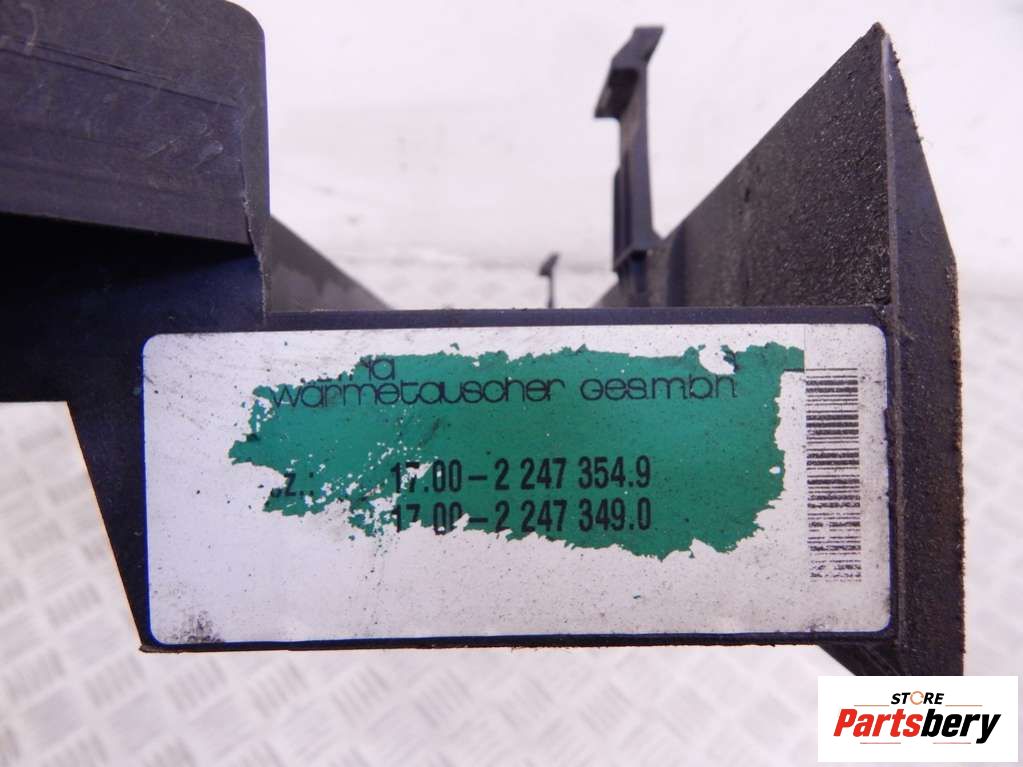 wärmetauscher Ges.m.b.H
17.00-2 247 354.9
17.00-2 247 349.0
STORE
Partsbery